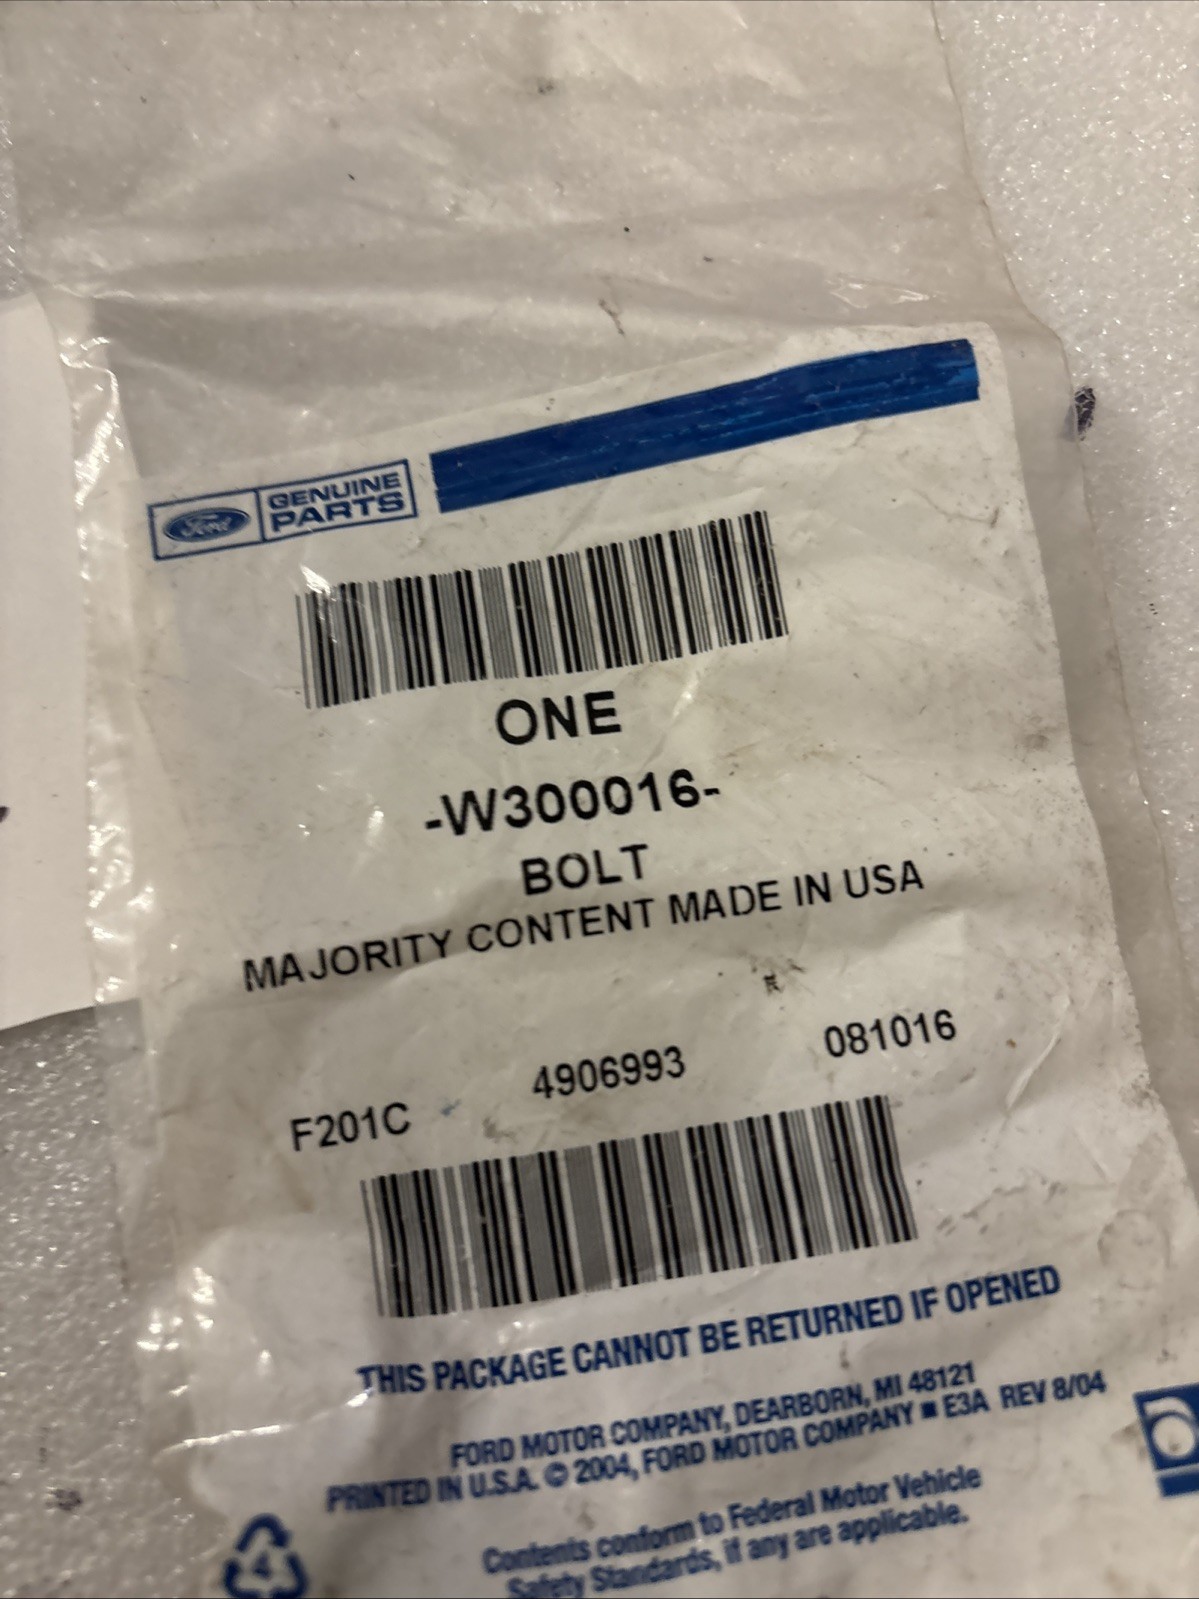 Ford
GENUINE
PARTS
ONE
-W300016-
BOLT
MAJORITY CONTENT MADE IN USA
F201C 4906993 081016
THIS PACKAGE CANNOT BE RETURNED IF OPENED
FORD MOTOR COMPANY, DEARBORN, MI 48121
PRINTED IN U.S.A. © 2004, FORD MOTOR COMPANY ■ E3A REV 8/04
Contents conform to Federal Motor Vehicle
Safety Standards, if any are applicable.
4